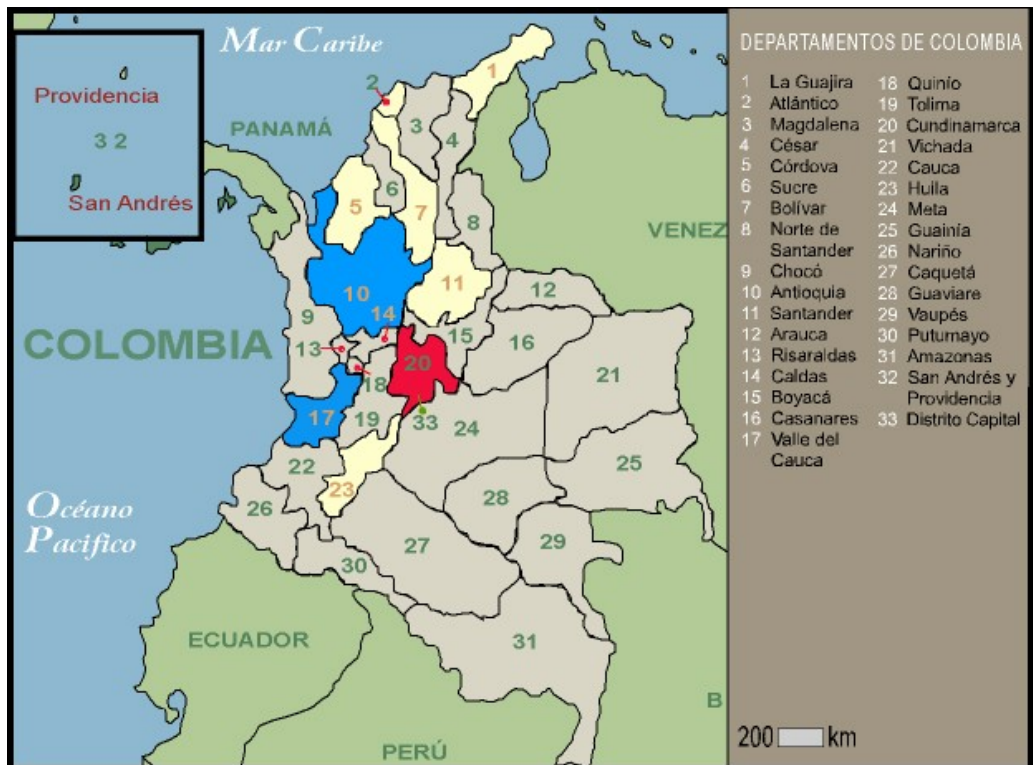 Mar Caribe
Providencia
3 2
San Andrés
PANAMÁ
VENEZ
COLOMBIA
Océano
Pacifico
ECUADOR
PERÚ
B
1
2
3
4
5
6
7
8
9
10
11
12
13
14
15
16
17
18
19
20
21
22
23
24
25
26
27
28
29
30
31
33
DEPARTAMENTOS DE COLOMBIA
1 La Guajira
2 Atlántico
3 Magdalena
4 César
5 Córdova
6 Sucre
7 Bolívar
8 Norte de
Santander
9 Chocó
10 Antioquia
11 Santander
12 Arauca
13 Risaraldas
14 Caldas
15 Boyacá
16 Casanares
17 Valle del
Cauca
18 Quinío
19 Tolima
20 Cundinamarca
21 Vichada
22 Cauca
23 Huila
24 Meta
25 Guainía
26 Nariño
27 Caquetá
28 Guaviare
29 Vaupés
30 Putumayo
31 Amazonas
32 San Andrés y
Providencia
33 Distrito Capital
200 km